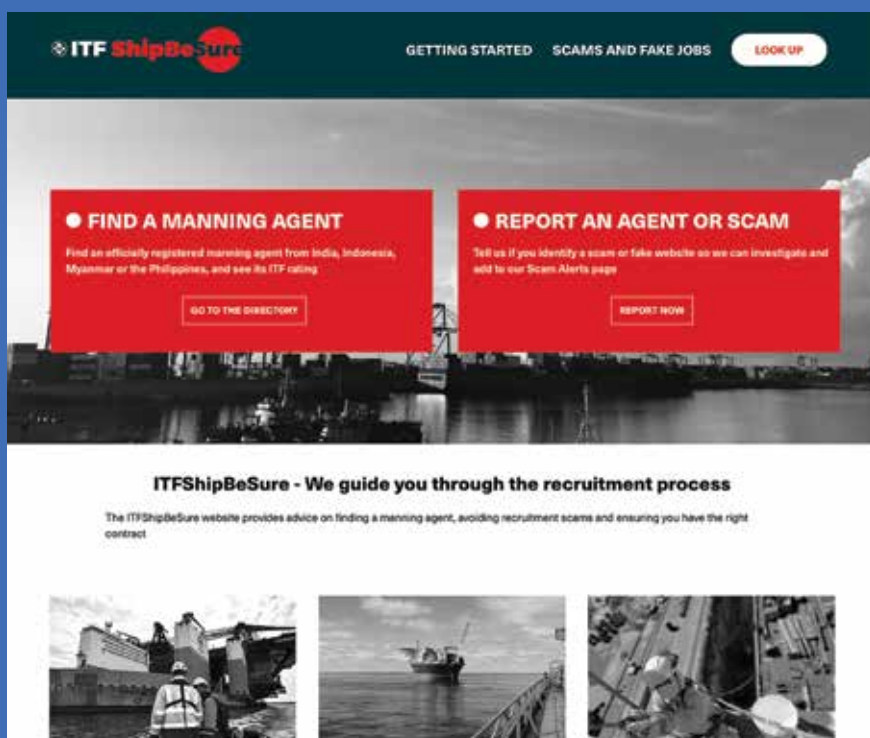 ITF ShipBeSure
GETTING STARTED
SCAMS AND FAKE JOBS
LOOK UP
FIND A MANNING AGENT
Find an officially registered manning agent from India, Indonesia,
Myanmar or the Philippines, and see its ITF rating
GO TO THE DIRECTORY
REPORT AN AGENT OR SCAM
Tell us if you identify a scam or fake website so we can investigate and
add to our Scam Alerts page
REPORT NOW
ITFShipBeSure - We guide you through the recruitment process
The ITFShipBeSure website provides advice on finding a manning agent, avoiding recruitment scams and ensuring you have the right
contract